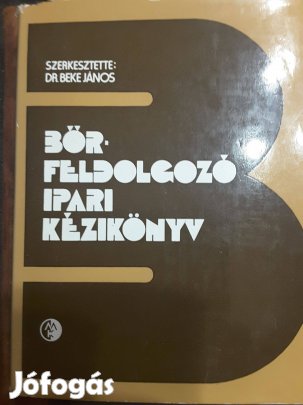 SZERKESZTETTE:
DR. BEKE JÁNOS
BŐR-
FELDOLGOZÓ
IPARI
KÉZIKÖNYV
Jófogás